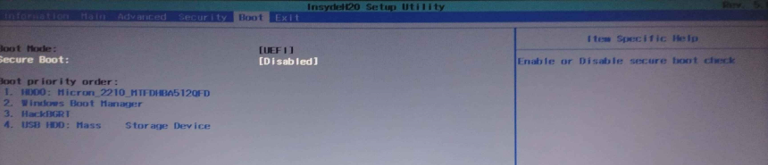 InsydeH20 Setup Utility
Rev. 5.
Information Main Advanced Security Boot Exit
Boot Mode: [UEFI]
Secure Boot: [Disabled]
Boot priority order:
1. HDD0: Micron_2210_MTFDHBA512QFD
2. Windows Boot Manager
3. HackBGRT
4. USB HDD: Mass Storage Device
Item Specific Help
Enable or Disable secure boot check